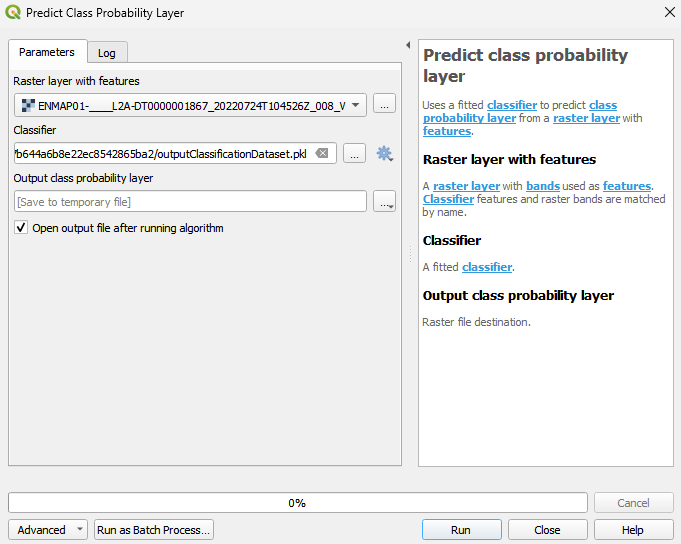 Predict Class Probability Layer
Parameters
Log
Raster layer with features
ENMAP01-____L2A-DT0000001867_20220724T104526Z_008_V
...
Classifier
'b644a6b8e22ec8542865ba2/outputClassificationDataset.pkl
...
Output class probability layer
[Save to temporary file]
...
Open output file after running algorithm
Predict class probability
layer
Uses a fitted classifier to predict class
probability layer from a raster layer with
features.
Raster layer with features
A raster layer with bands used as features.
Classifier features and raster bands are matched
by name.
Classifier
A fitted classifier.
Output class probability layer
Raster file destination.
0%
Cancel
Advanced
Run as Batch Process...
Run
Close
Help